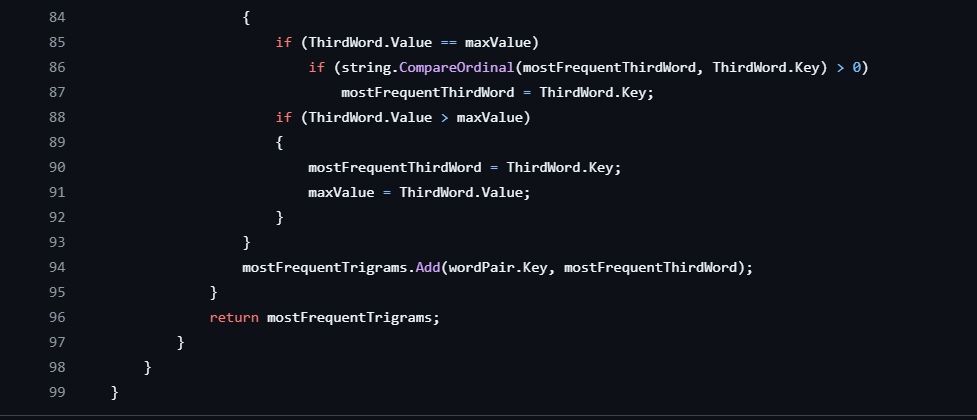 84 {
85 if (ThirdWord.Value == maxValue)
86 if (string.CompareOrdinal(mostFrequentThirdWord, ThirdWord.Key) > 0)
87 mostFrequentThirdWord = ThirdWord.Key;
88 if (ThirdWord.Value > maxValue)
89 {
90 mostFrequentThirdWord = ThirdWord.Key;
91 maxValue = ThirdWord.Value;
92 }
93 }
94 mostFrequentTrigrams.Add(wordPair.Key, mostFrequentThirdWord);
95 }
96 return mostFrequentTrigrams;
97 }
98 }
99 }